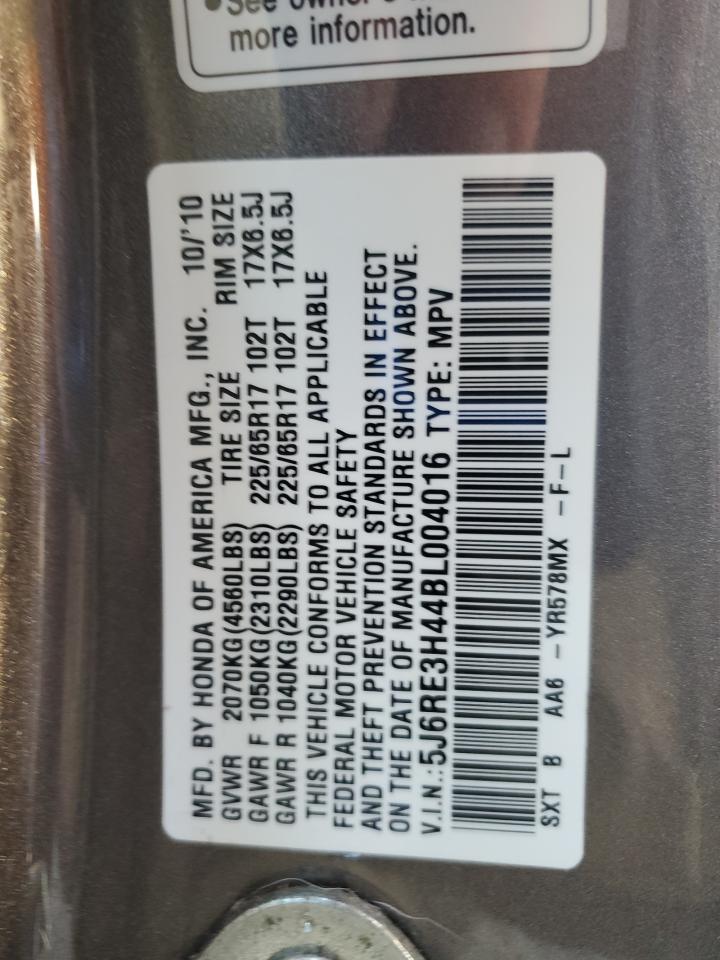 See owner's
more information.
MFD. BY HONDA OF AMERICA MFG., INC. 10/'10
GVWR 2070KG(4560LBS) TIRE SIZE RIM SIZE
GAWR F 1050KG(2310LBS) 225/65R17 102T 17X6.5J
GAWR R 1040KG(2290LBS) 225/65R17 102T 17X6.5J
THIS VEHICLE CONFORMS TO ALL APPLICABLE
FEDERAL MOTOR VEHICLE SAFETY
AND THEFT PREVENTION STANDARDS IN EFFECT
ON THE DATE OF MANUFACTURE SHOWN ABOVE.
V.I.N.:5J6RE3H44BL004016 TYPE: MPV
SXT B AA6 -YR578MX -F-L